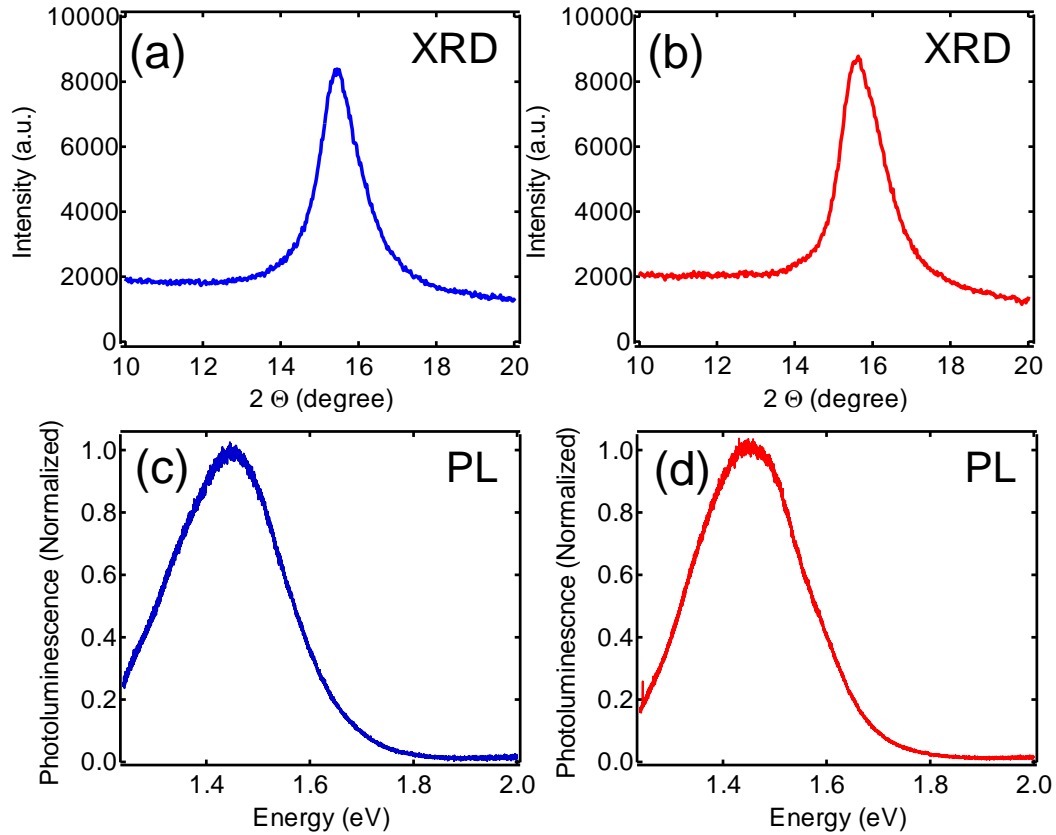 (a) XRD
Intensity (a.u.)
10000
8000
6000
4000
2000
0
10 12 14 16 18 20
2 Θ (degree)
(b) XRD
Intensity (a.u.)
10000
8000
6000
4000
2000
0
10 12 14 16 18 20
2 Θ (degree)
(c) PL
Photoluminescence (Normalized)
1.0
0.8
0.6
0.4
0.2
0.0
1.4 1.6 1.8 2.0
Energy (eV)
(d) PL
Photoluminescnce (Normalized)
1.0
0.8
0.6
0.4
0.2
0.0
1.4 1.6 1.8 2.0
Energy (eV)